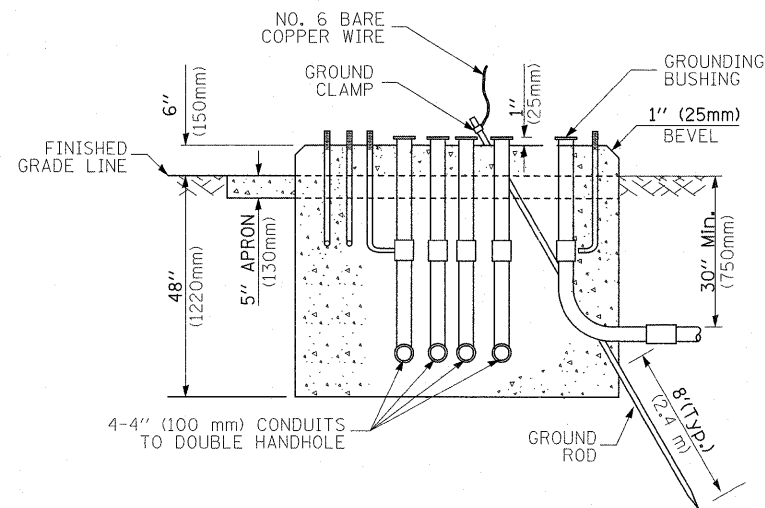 NO. 6 BARE
COPPER WIRE
GROUND
CLAMP
1" (25mm)
GROUNDING
BUSHING
6" (150mm)
1" (25mm)
BEVEL
FINISHED
GRADE LINE
48" (1220mm)
5" APRON
(130mm)
30" Min.
(750mm)
4-4" (100 mm) CONDUITS
TO DOUBLE HANDHOLE
GROUND
ROD
8'(Typ.)
(2.4 m)